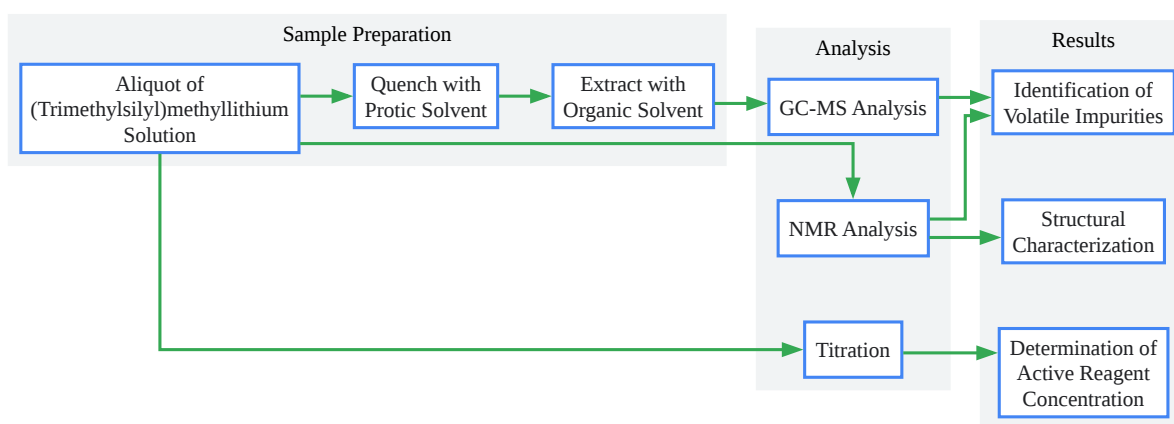 Sample Preparation
Aliquot of
(Trimethylsilyl)methyllithium
Solution
Quench with
Protic Solvent
Extract with
Organic Solvent
Analysis
GC-MS Analysis
NMR Analysis
Titration
Results
Identification of
Volatile Impurities
Structural
Characterization
Determination of
Active Reagent
Concentration